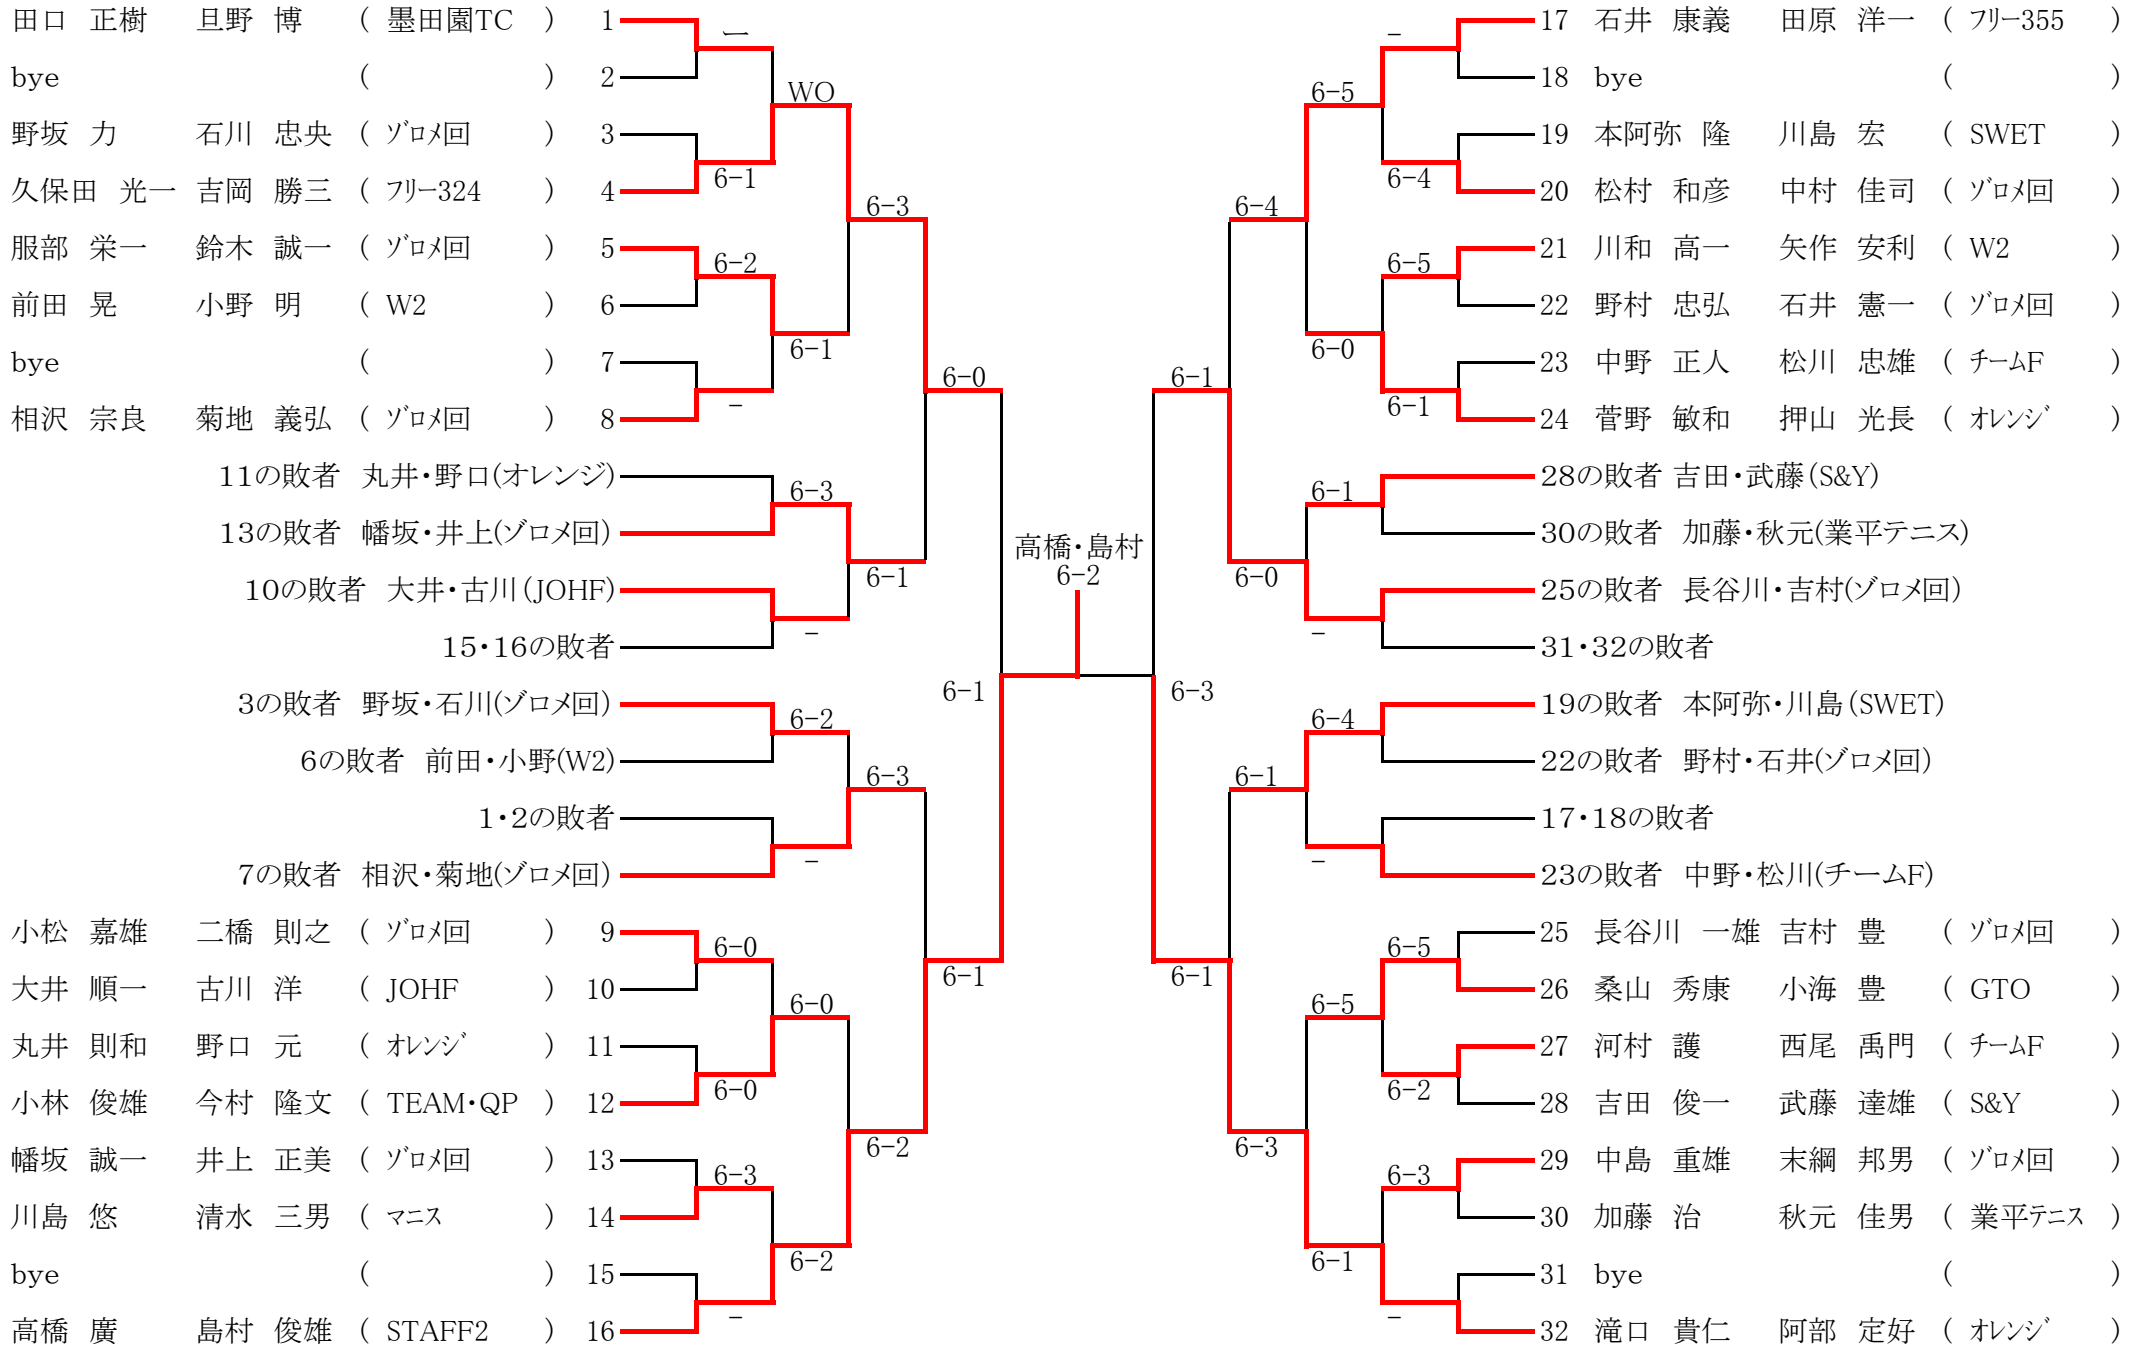 田口 正樹 旦野 博 ( 墨田園TC ) 1
bye ( ) 2
野坂 力 石川 忠央 ( ゾロメ回 ) 3
久保田 光一 吉岡 勝三 ( フリー324 ) 4
服部 栄一 鈴木 誠一 ( ゾロメ回 ) 5
前田 晃 小野 明 ( W2 ) 6
bye ( ) 7
相沢 宗良 菊地 義弘 ( ゾロメ回 ) 8
11の敗者 丸井・野口(オレンジ)
13の敗者 幡坂・井上(ゾロメ回)
10の敗者 大井・古川(JOHF)
15・16の敗者
3の敗者 野坂・石川(ゾロメ回)
6の敗者 前田・小野(W2)
1・2の敗者
7の敗者 相沢・菊地(ゾロメ回)
小松 嘉雄 二橋 則之 ( ゾロメ回 ) 9
大井 順一 古川 洋 ( JOHF ) 10
丸井 則和 野口 元 ( オレンジ ) 11
小林 俊雄 今村 隆文 ( TEAM・QP ) 12
幡坂 誠一 井上 正美 ( ゾロメ回 ) 13
川島 悠 清水 三男 ( マニス ) 14
bye ( ) 15
高橋 廣 島村 俊雄 ( STAFF2 ) 16
ー
6-1
6-2
-
6-3
-
6-2
-
6-0
6-0
6-3
-
WO
6-1
6-1
6-3
6-0
6-2
6-3
6-0
6-1
6-2
6-1
高橋・島村
6-2
6-1
6-3
6-4
6-0
6-1
6-1
6-3
6-5
6-0
6-5
6-1
-
6-4
6-5
6-1
6-1
-
6-4
-
6-5
6-2
6-3
-
17 石井 康義 田原 洋一 ( フリー355 )
18 bye ( )
19 本阿弥 隆 川島 宏 ( SWET )
20 松村 和彦 中村 佳司 ( ゾロメ回 )
21 川和 高一 矢作 安利 ( W2 )
22 野村 忠弘 石井 憲一 ( ゾロメ回 )
23 中野 正人 松川 忠雄 ( チームF )
24 菅野 敏和 押山 光長 ( オレンジ )
28の敗者 吉田・武藤(S&Y)
30の敗者 加藤・秋元(業平テニス)
25の敗者 長谷川・吉村(ゾロメ回)
31・32の敗者
19の敗者 本阿弥・川島(SWET)
22の敗者 野村・石井(ゾロメ回)
17・18の敗者
23の敗者 中野・松川(チームF)
25 長谷川 一雄 吉村 豊 ( ゾロメ回 )
26 桑山 秀康 小海 豊 ( GTO )
27 河村 護 西尾 禹門 ( チームF )
28 吉田 俊一 武藤 達雄 ( S&Y )
29 中島 重雄 末綱 邦男 ( ゾロメ回 )
30 加藤 治 秋元 佳男 ( 業平テニス )
31 bye ( )
32 滝口 貴仁 阿部 定好 ( オレンジ )